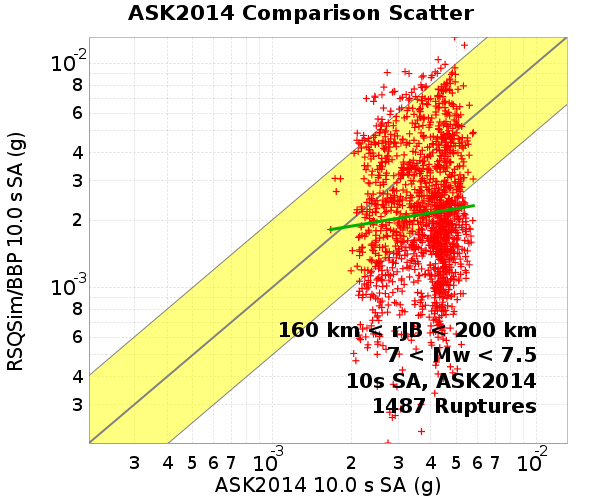 ASK2014 Comparison Scatter
RSQSim/BBP 10.0 s SA (g)
10-2
8
6
4
3
2
10-3
8
6
4
3
160 km < rJB < 200 km
7 < Mw < 7.5
10s SA, ASK2014
1487 Ruptures
3 4 5 6 7 10-3 2 3 4 5 6 7 10-2
ASK2014 10.0 s SA (g)